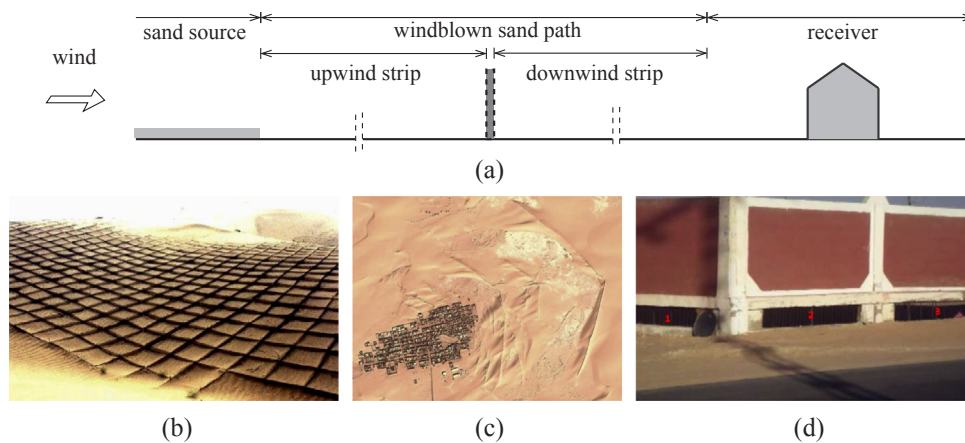 sand source
windblown sand path
receiver
wind
upwind strip
downwind strip
(a)
1
2
3
(b)
(c)
(d)